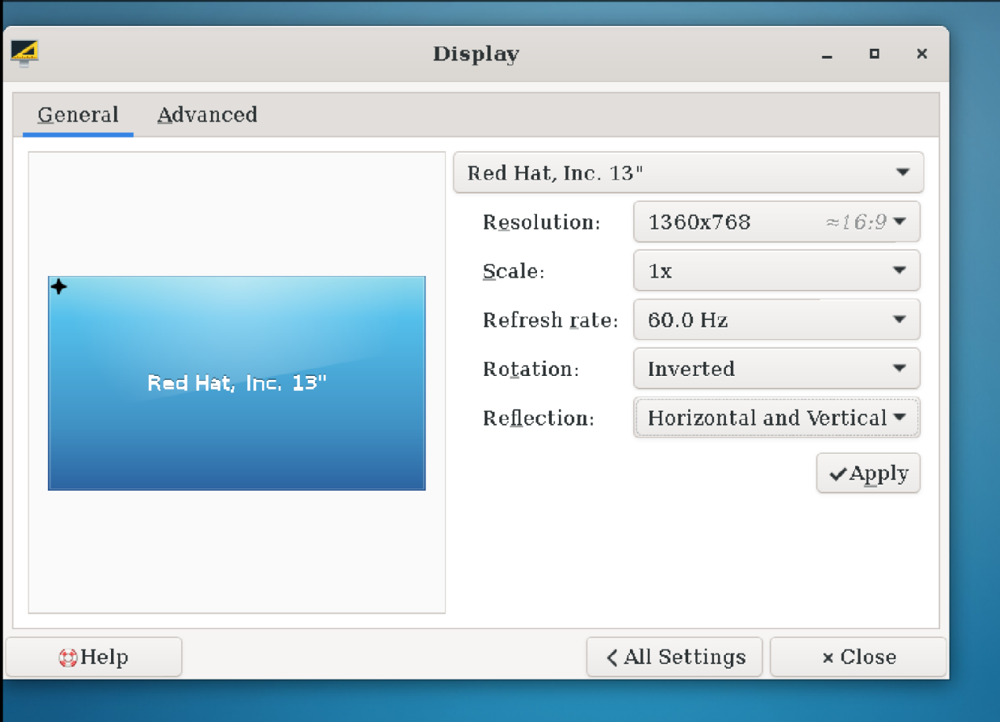 Display
General Advanced
Red Hat, Inc. 13"
Red Hat, Inc. 13"
Resolution: 1360x768 ≈16:9
Scale: 1x
Refresh rate: 60.0 Hz
Rotation: Inverted
Reflection: Horizontal and Vertical
Apply
Help All Settings Close